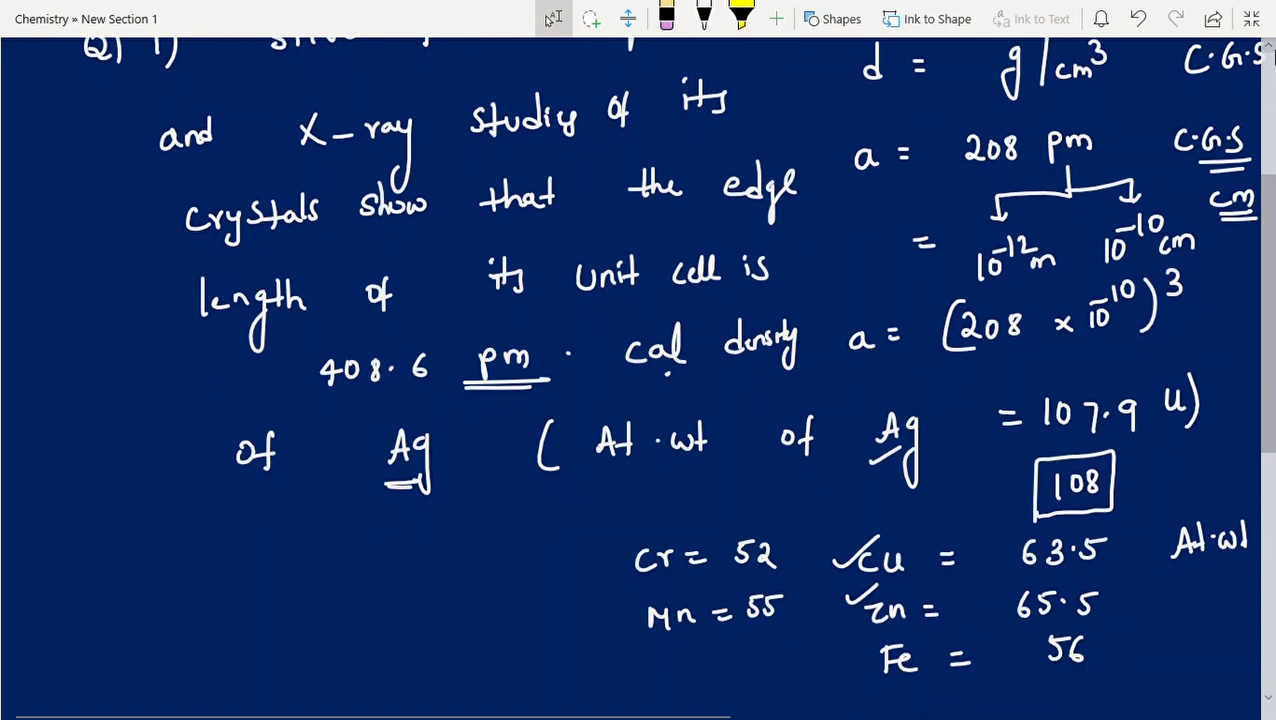 Chemistry » New Section 1
Shapes
Ink to Shape
Ink to Text
Q) 1)
and X-ray studies of its
crystals show that the edge
length of its unit cell is
408.6 pm. cal density
of Ag ( At.wt of Ag = 107.9 u)
108
d = g/cm³ C.G.S
a = 208 pm C.G.S
cm
= 10⁻¹²m 10⁻¹⁰cm
a = (208 × 10⁻¹⁰)³
Cr = 52 ✓Cu = 63.5 At.wt
Mn = 55 ✓Zn = 65.5
Fe = 56